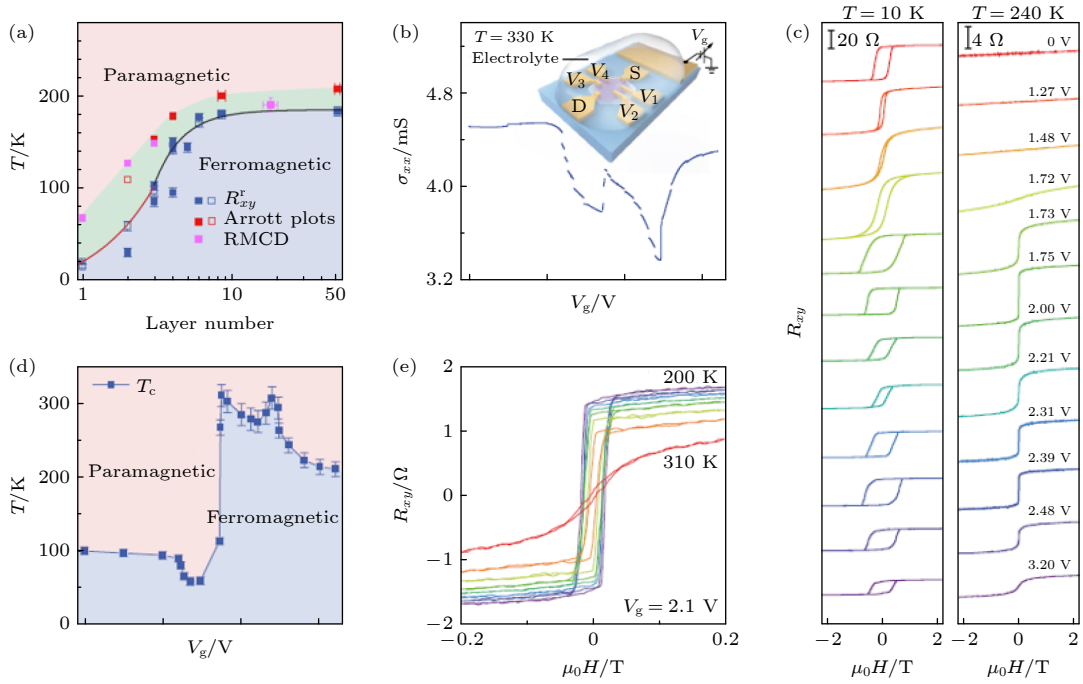 (a)
Paramagnetic
Ferromagnetic
R^r_xy
Arrott plots
RMCD
T/K
300
200
100
0
1
10
50
Layer number
(b)
T = 330 K
Electrolyte
V_g
V_3
V_4
S
D
V_1
V_2
σ_xx/mS
4.8
4.0
3.2
V_g/V
(c)
T = 10 K
T = 240 K
20 Ω
4 Ω
0 V
1.27 V
1.48 V
1.72 V
1.73 V
1.75 V
2.00 V
2.21 V
2.31 V
2.39 V
2.48 V
3.20 V
R_xy
−2 0 2
−2 0 2
μ_0H/T
μ_0H/T
(d)
T_c
Paramagnetic
Ferromagnetic
T/K
300
200
100
0
V_g/V
(e)
200 K
310 K
V_g = 2.1 V
R_xy/Ω
2
1
0
−1
−2
−0.2 0 0.2
μ_0H/T